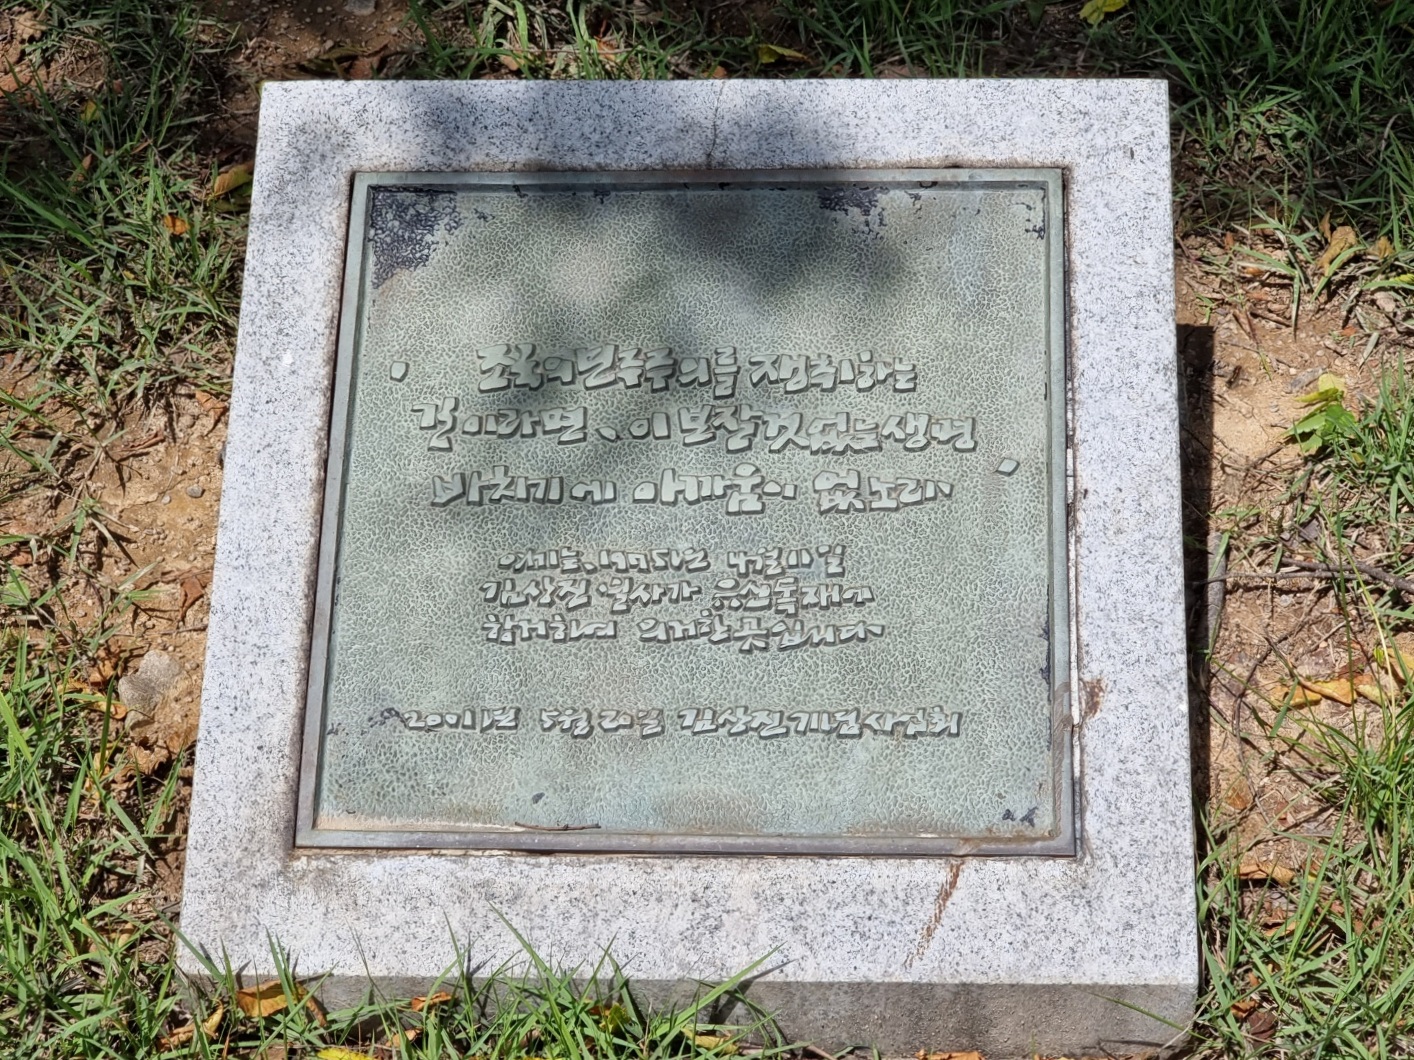 조국의 민주주의를 쟁취하는
길이라면, 이 보잘것없는 생명
바치기에 아까움이 없노라
여기는, 1975년 4월 11일
김상진 열사가 유신독재에
항거하여 의거한 곳입니다
2011년 5월 21일 김상진기념사업회